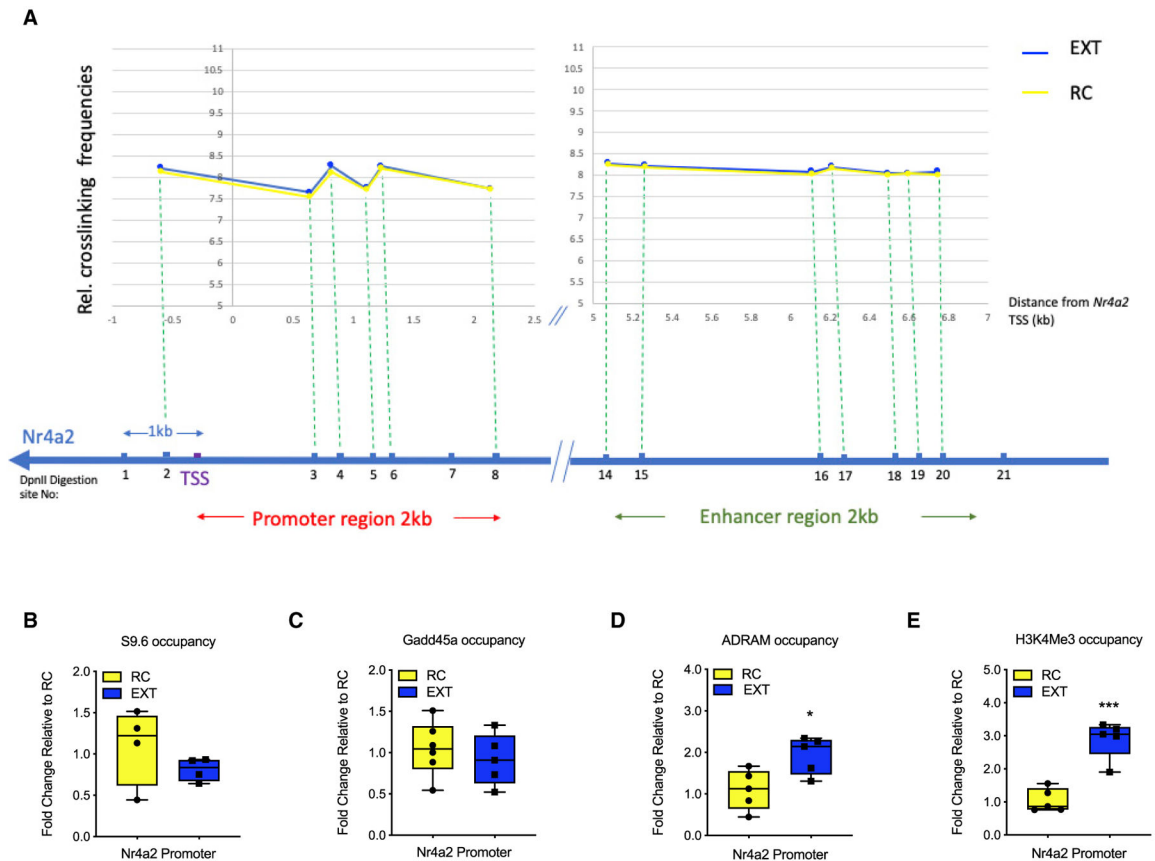 A
Rel. crosslinking frequencies
11
10.5
10
9.5
9
8.5
8
7.5
7
6.5
6
5.5
5
-1
-0.5
0
0.5
1
1.5
2
2.5
11
10.5
10
9.5
9
8.5
8
7.5
7
6.5
6
5.5
5
5
5.2
5.4
5.6
5.8
6
6.2
6.4
6.6
6.8
7
EXT
RC
Distance from Nr4a2
TSS (kb)
Nr4a2
1kb
DpnII Digestion
site No:
1
2
TSS
3
4
5
6
7
8
14
15
16
17
18
19
20
21
Promoter region 2kb
Enhancer region 2kb
B
S9.6 occupancy
Fold Change Relative to RC
2.0
1.5
1.0
0.5
0.0
RC
EXT
Nr4a2 Promoter
C
Gadd45a occupancy
Fold Change Relative to RC
2.0
1.5
1.0
0.5
0.0
RC
EXT
Nr4a2 Promoter
D
ADRAM occupancy
Fold Change Relative to RC
4.0
3.0
2.0
1.0
0.0
RC
EXT
*
Nr4a2 Promoter
E
H3K4Me3 occupancy
Fold Change Relative to RC
5.0
4.0
3.0
2.0
1.0
0.0
RC
EXT
***
Nr4a2 Promoter